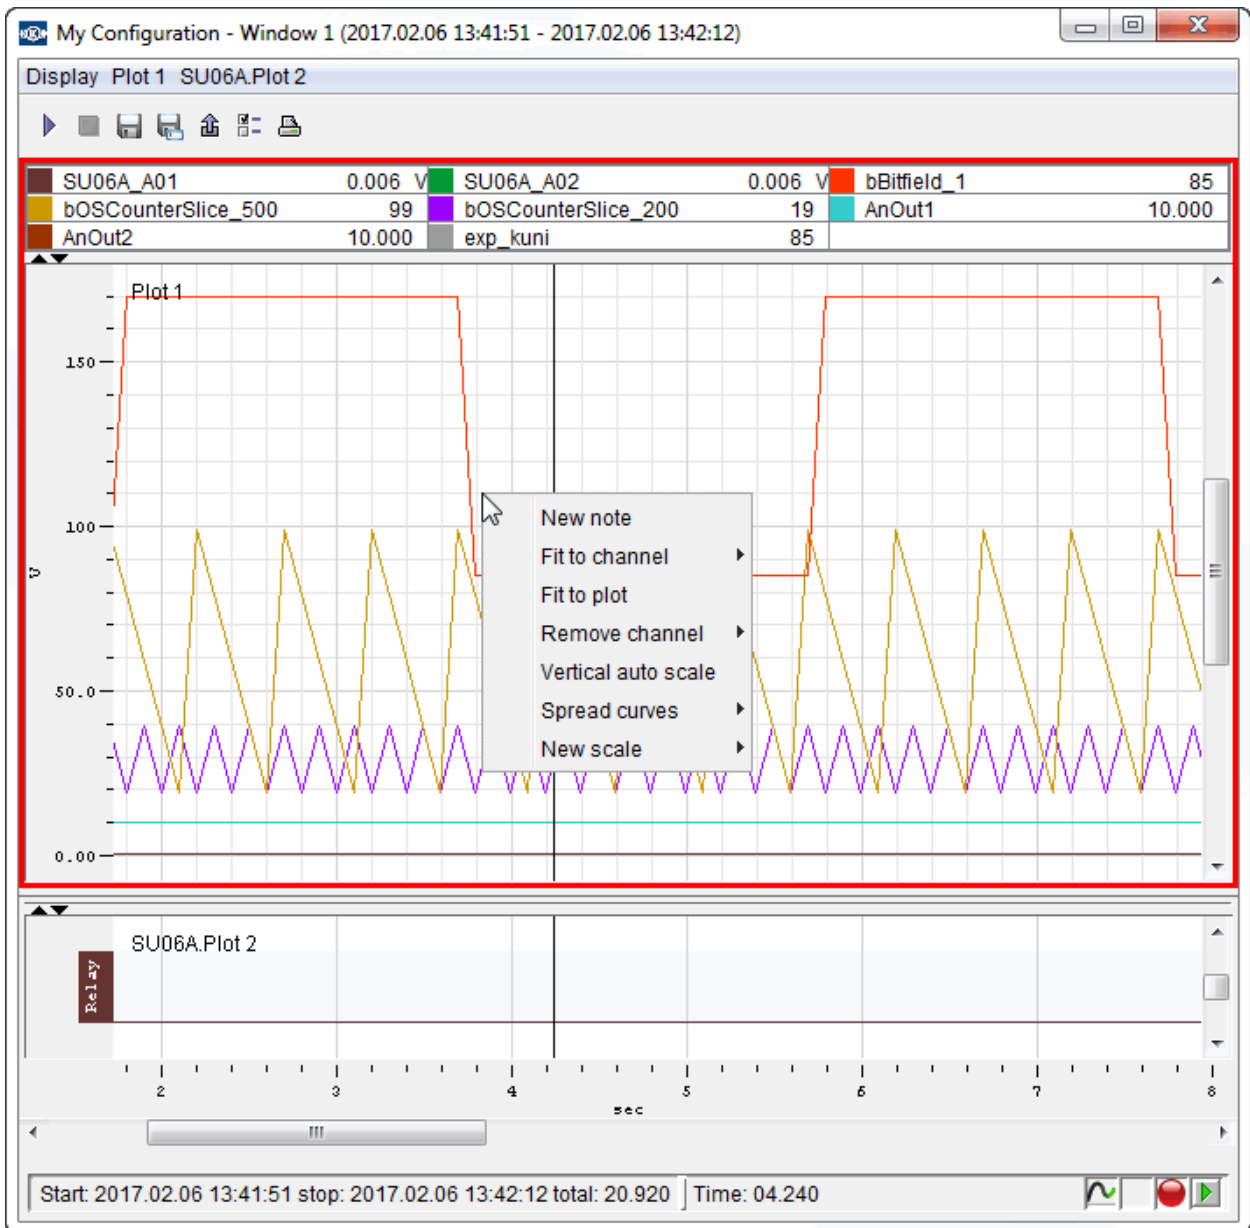 My Configuration - Window 1 (2017.02.06 13:41:51 - 2017.02.06 13:42:12)
Display Plot 1 SU06A.Plot 2
SU06A_A01 0.006 V SU06A_A02 0.006 V bBitfield_1 85
bOSCounterSlice_500 99 bOSCounterSlice_200 19 AnOut1 10.000
AnOut2 10.000 exp_kuni 85
Plot 1
150
100
V
50.0
0.00
New note
Fit to channel
Fit to plot
Remove channel
Vertical auto scale
Spread curves
New scale
SU06A.Plot 2
Relay
2 3 4 5 6 7 8
sec
Start: 2017.02.06 13:41:51 stop: 2017.02.06 13:42:12 total: 20.920 Time: 04.240